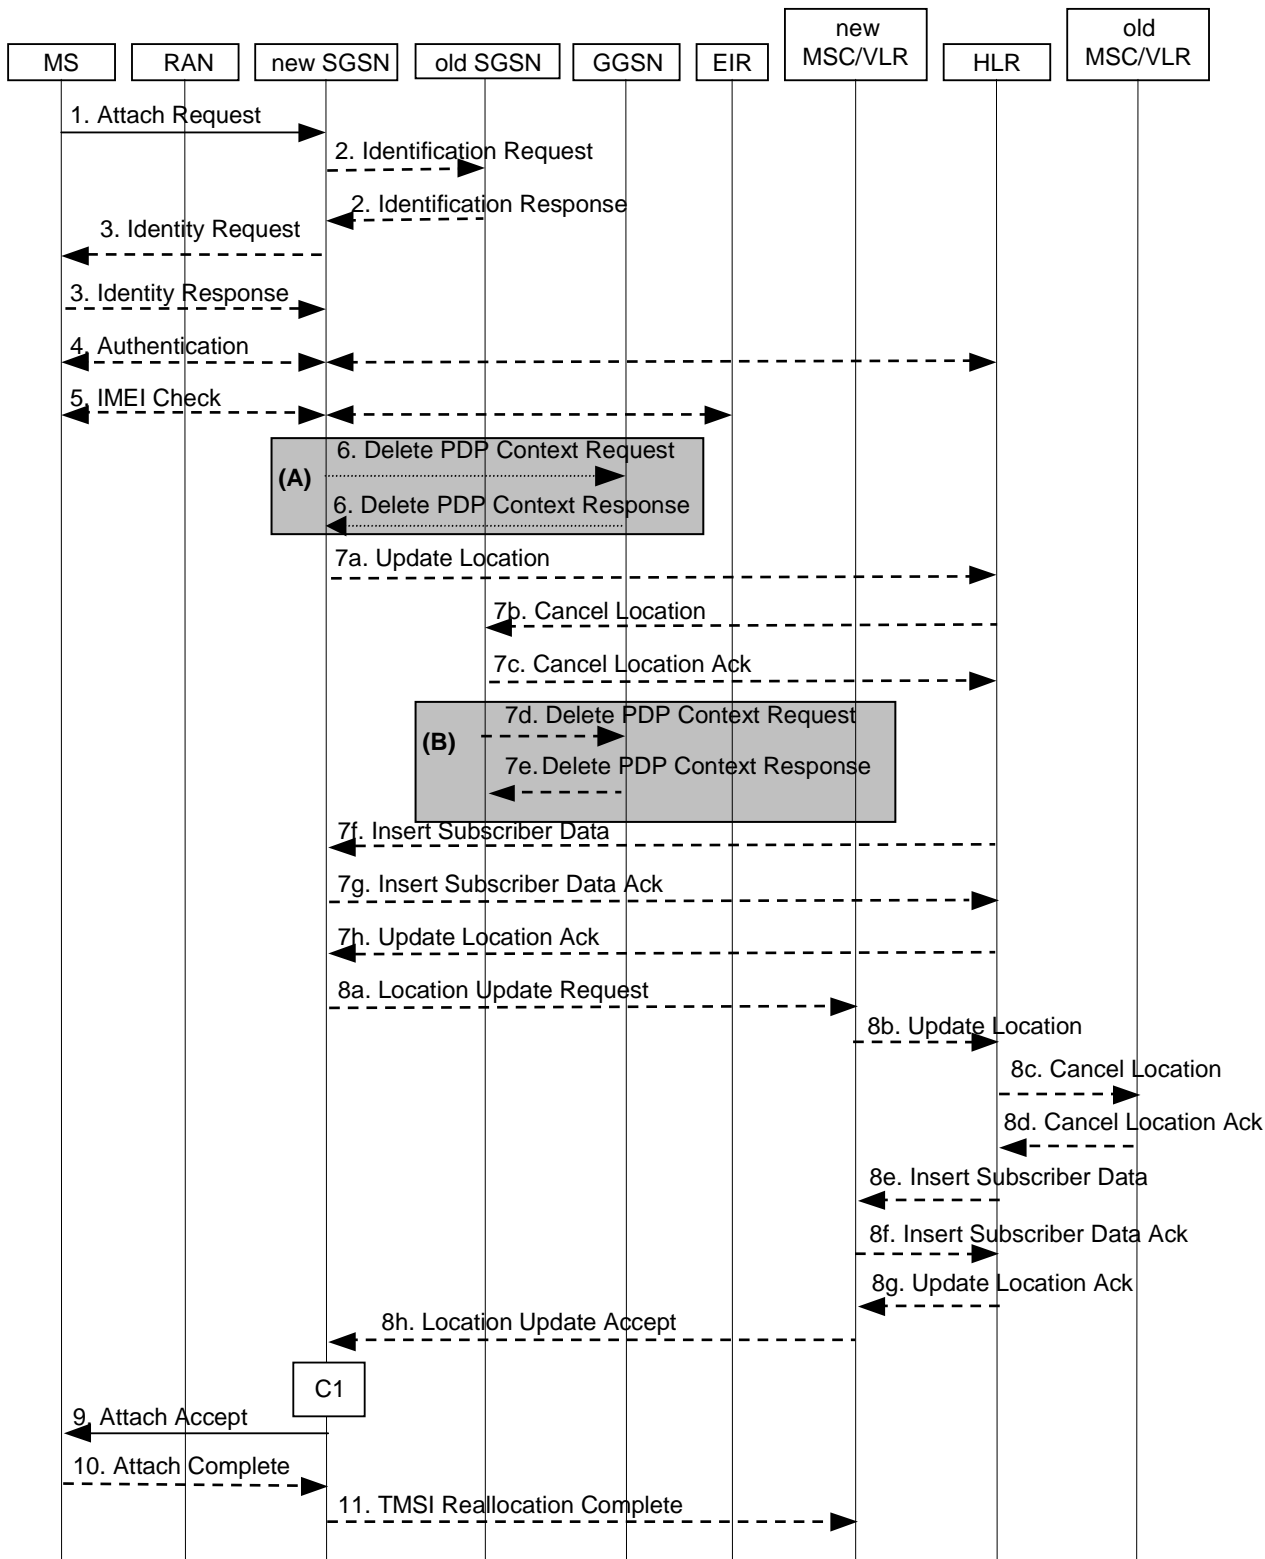 new
MSC/VLR
old
MSC/VLR
MS
RAN
new SGSN
old SGSN
GGSN
EIR
HLR
1. Attach Request
2. Identification Request
2. Identification Response
3. Identity Request
3. Identity Response
4. Authentication
5. IMEI Check
(A)
6. Delete PDP Context Request
6. Delete PDP Context Response
7a. Update Location
7b. Cancel Location
7c. Cancel Location Ack
(B)
7d. Delete PDP Context Request
7e. Delete PDP Context Response
7f. Insert Subscriber Data
7g. Insert Subscriber Data Ack
7h. Update Location Ack
8a. Location Update Request
8b. Update Location
8c. Cancel Location
8d. Cancel Location Ack
8e. Insert Subscriber Data
8f. Insert Subscriber Data Ack
8g. Update Location Ack
8h. Location Update Accept
C1
9. Attach Accept
10. Attach Complete
11. TMSI Reallocation Complete